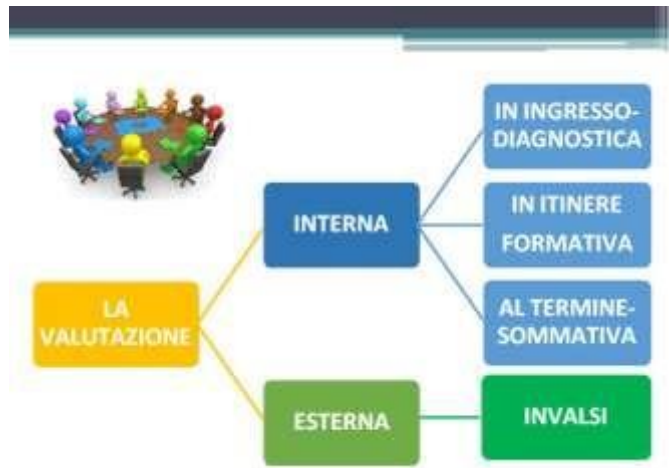 LA
VALUTAZIONE
INTERNA
IN INGRESSO-
DIAGNOSTICA
IN ITINERE
FORMATIVA
AL TERMINE-
SOMMATIVA
ESTERNA
INVALSI